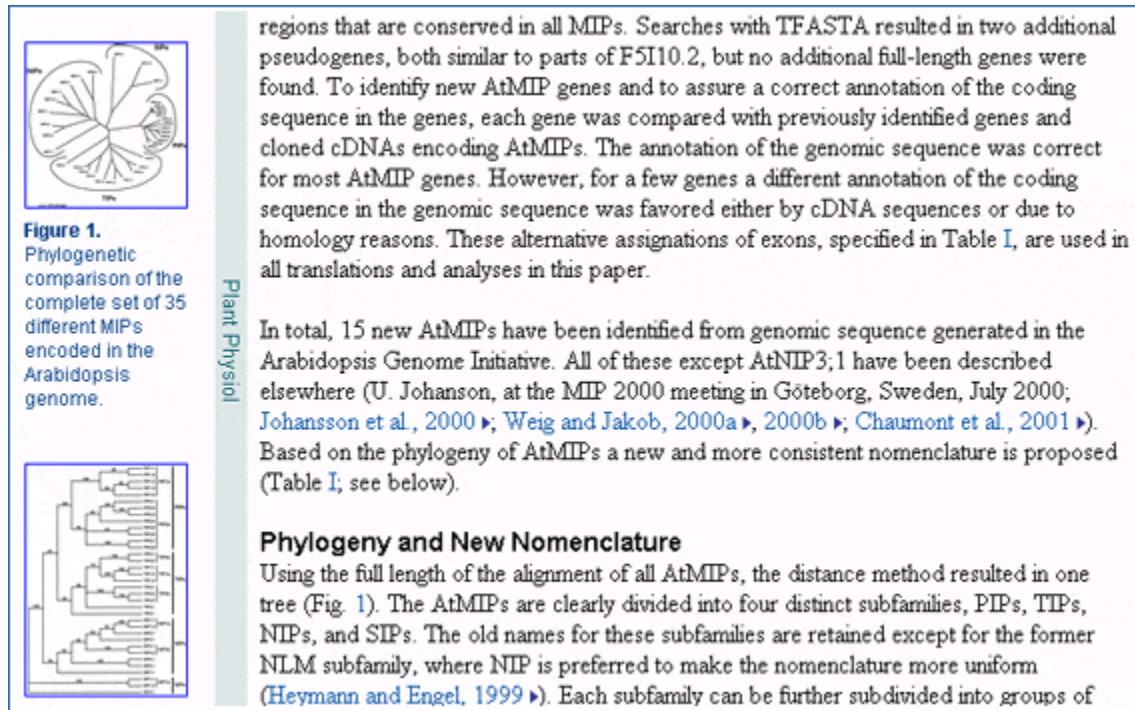 regions that are conserved in all MIPs. Searches with TFASTA resulted in two additional
pseudogenes, both similar to parts of F5I10.2, but no additional full-length genes were
found. To identify new AtMIP genes and to assure a correct annotation of the coding
sequence in the genes, each gene was compared with previously identified genes and
cloned cDNAs encoding AtMIPs. The annotation of the genomic sequence was correct
for most AtMIP genes. However, for a few genes a different annotation of the coding
sequence in the genomic sequence was favored either by cDNA sequences or due to
homology reasons. These alternative assignations of exons, specified in Table I, are used in
all translations and analyses in this paper.
In total, 15 new AtMIPs have been identified from genomic sequence generated in the
Arabidopsis Genome Initiative. All of these except AtNIP3;1 have been described
elsewhere (U. Johanson, at the MIP 2000 meeting in Göteborg, Sweden, July 2000;
Johansson et al., 2000 ▸; Weig and Jakob, 2000a ▸, 2000b ▸; Chaumont et al., 2001 ▸).
Based on the phylogeny of AtMIPs a new and more consistent nomenclature is proposed
(Table I; see below).
Phylogeny and New Nomenclature
Using the full length of the alignment of all AtMIPs, the distance method resulted in one
tree (Fig. 1). The AtMIPs are clearly divided into four distinct subfamilies, PIPs, TIPs,
NIPs, and SIPs. The old names for these subfamilies are retained except for the former
NLM subfamily, where NIP is preferred to make the nomenclature more uniform
(Heymann and Engel, 1999 ▸). Each subfamily can be further subdivided into groups of
Figure 1.
Phylogenetic
comparison of the
complete set of 35
different MIPs
encoded in the
Arabidopsis
genome.
Plant Physiol